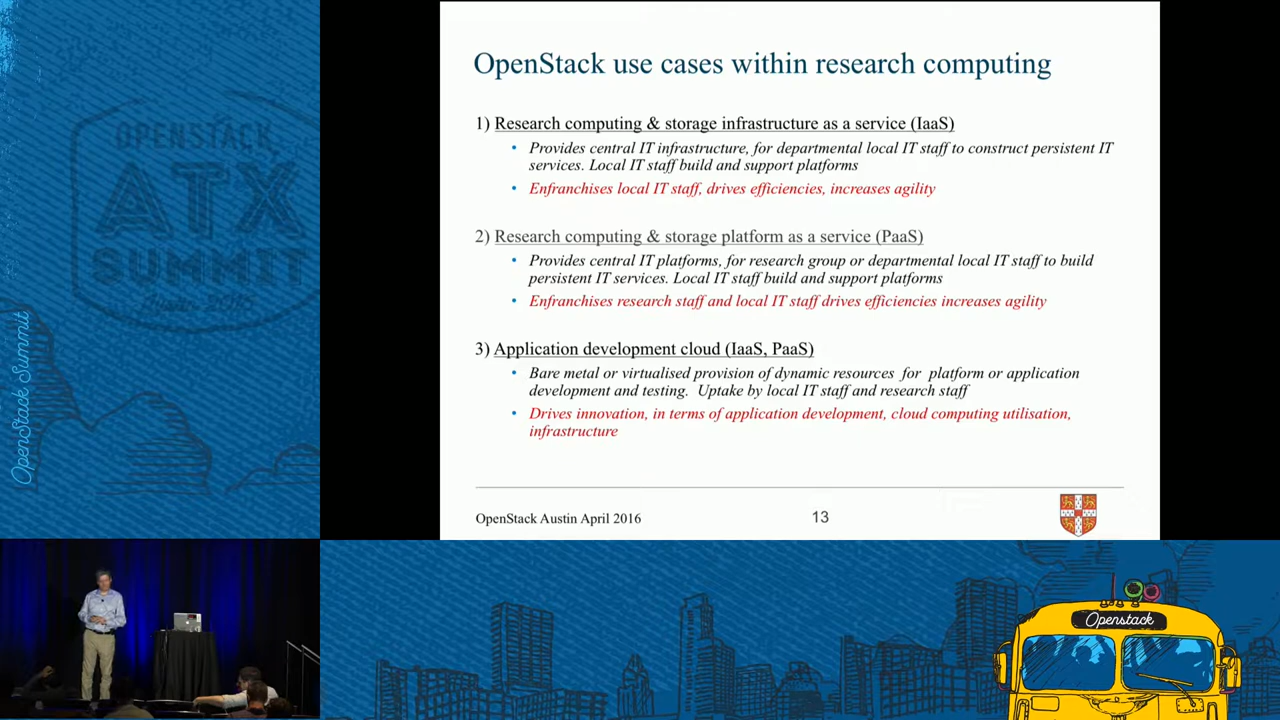 OPENSTACK
ATX
SUMMIT
OpenStack Summit
OpenStack use cases within research computing
1) Research computing & storage infrastructure as a service (IaaS)
• Provides central IT infrastructure, for departmental local IT staff to construct persistent IT
services. Local IT staff build and support platforms
• Enfranchises local IT staff, drives efficiencies, increases agility
2) Research computing & storage platform as a service (PaaS)
• Provides central IT platforms, for research group or departmental local IT staff to build
persistent IT services. Local IT staff build and support platforms
• Enfranchises research staff and local IT staff drives efficiencies increases agility
3) Application development cloud (IaaS, PaaS)
• Bare metal or virtualised provision of dynamic resources for platform or application
development and testing. Uptake by local IT staff and research staff
• Drives innovation, in terms of application development, cloud computing utilisation,
infrastructure
OpenStack Austin April 2016
13
Openstack